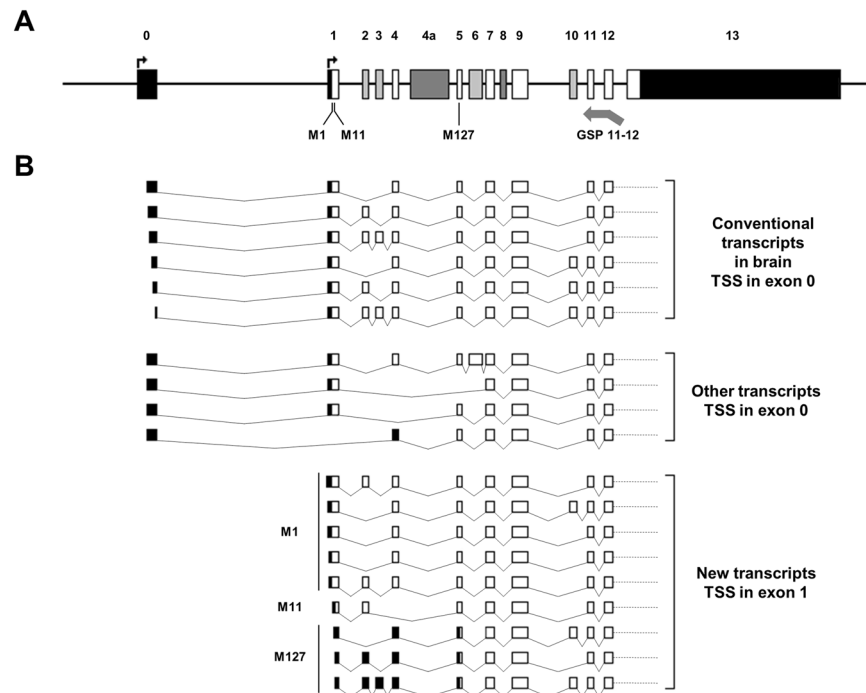 A
0 1 2 3 4 4a 5 6 7 8 9 10 11 12 13
M1 M11 M127 GSP 11-12
B
Conventional
transcripts
in brain
TSS in exon 0
Other transcripts
TSS in exon 0
M1
New transcripts
TSS in exon 1
M11
M127